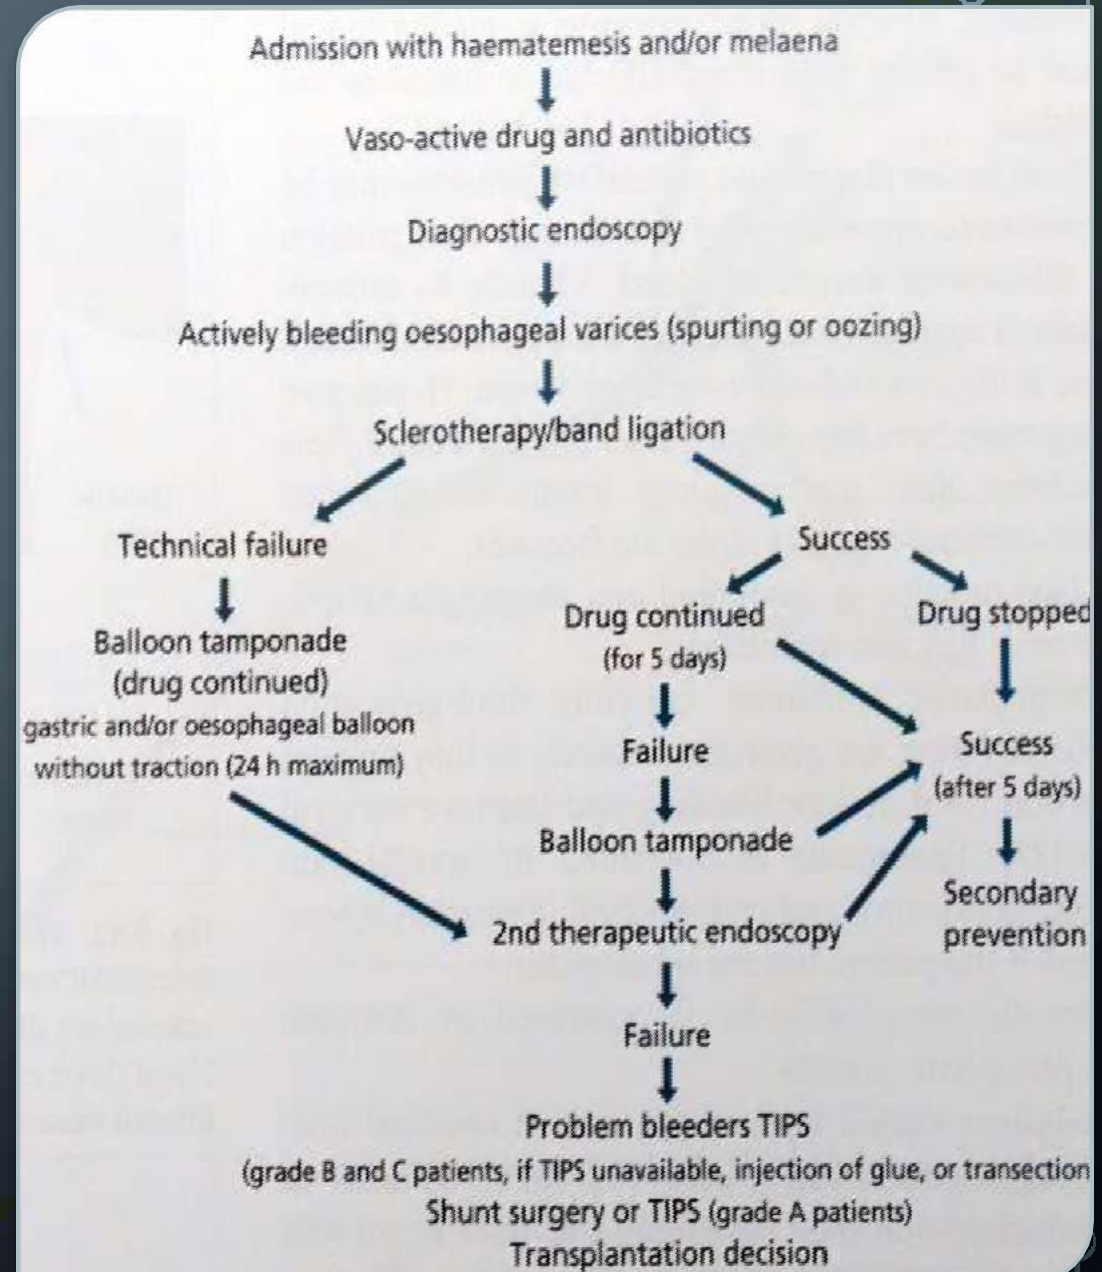 Admission with haematemesis and/or melaena
Vaso-active drug and antibiotics
Diagnostic endoscopy
Actively bleeding oesophageal varices (spurting or oozing)
Sclerotherapy/band ligation
Technical failure
Success
Balloon tamponade
(drug continued)
gastric and/or oesophageal balloon
without traction (24 h maximum)
Drug continued
(for 5 days)
Drug stopped
Failure
Success
(after 5 days)
Balloon tamponade
Secondary
prevention
2nd therapeutic endoscopy
Failure
Problem bleeders TIPS
(grade B and C patients, if TIPS unavailable, injection of glue, or transection
Shunt surgery or TIPS (grade A patients)
Transplantation decision